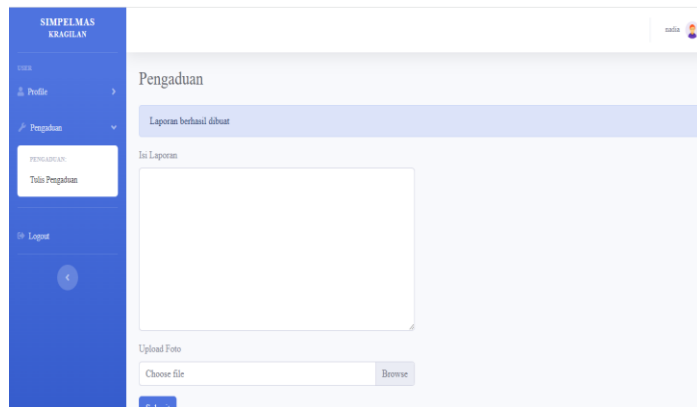 SIMPELMAS
KRAGILAN
USER
Profile
Pengaduan
PENGADUAN:
Tulis Pengaduan
Logout
nadia
Pengaduan
Laporan berhasil dibuat
Isi Laporan
Upload Foto
Choose file
Browse